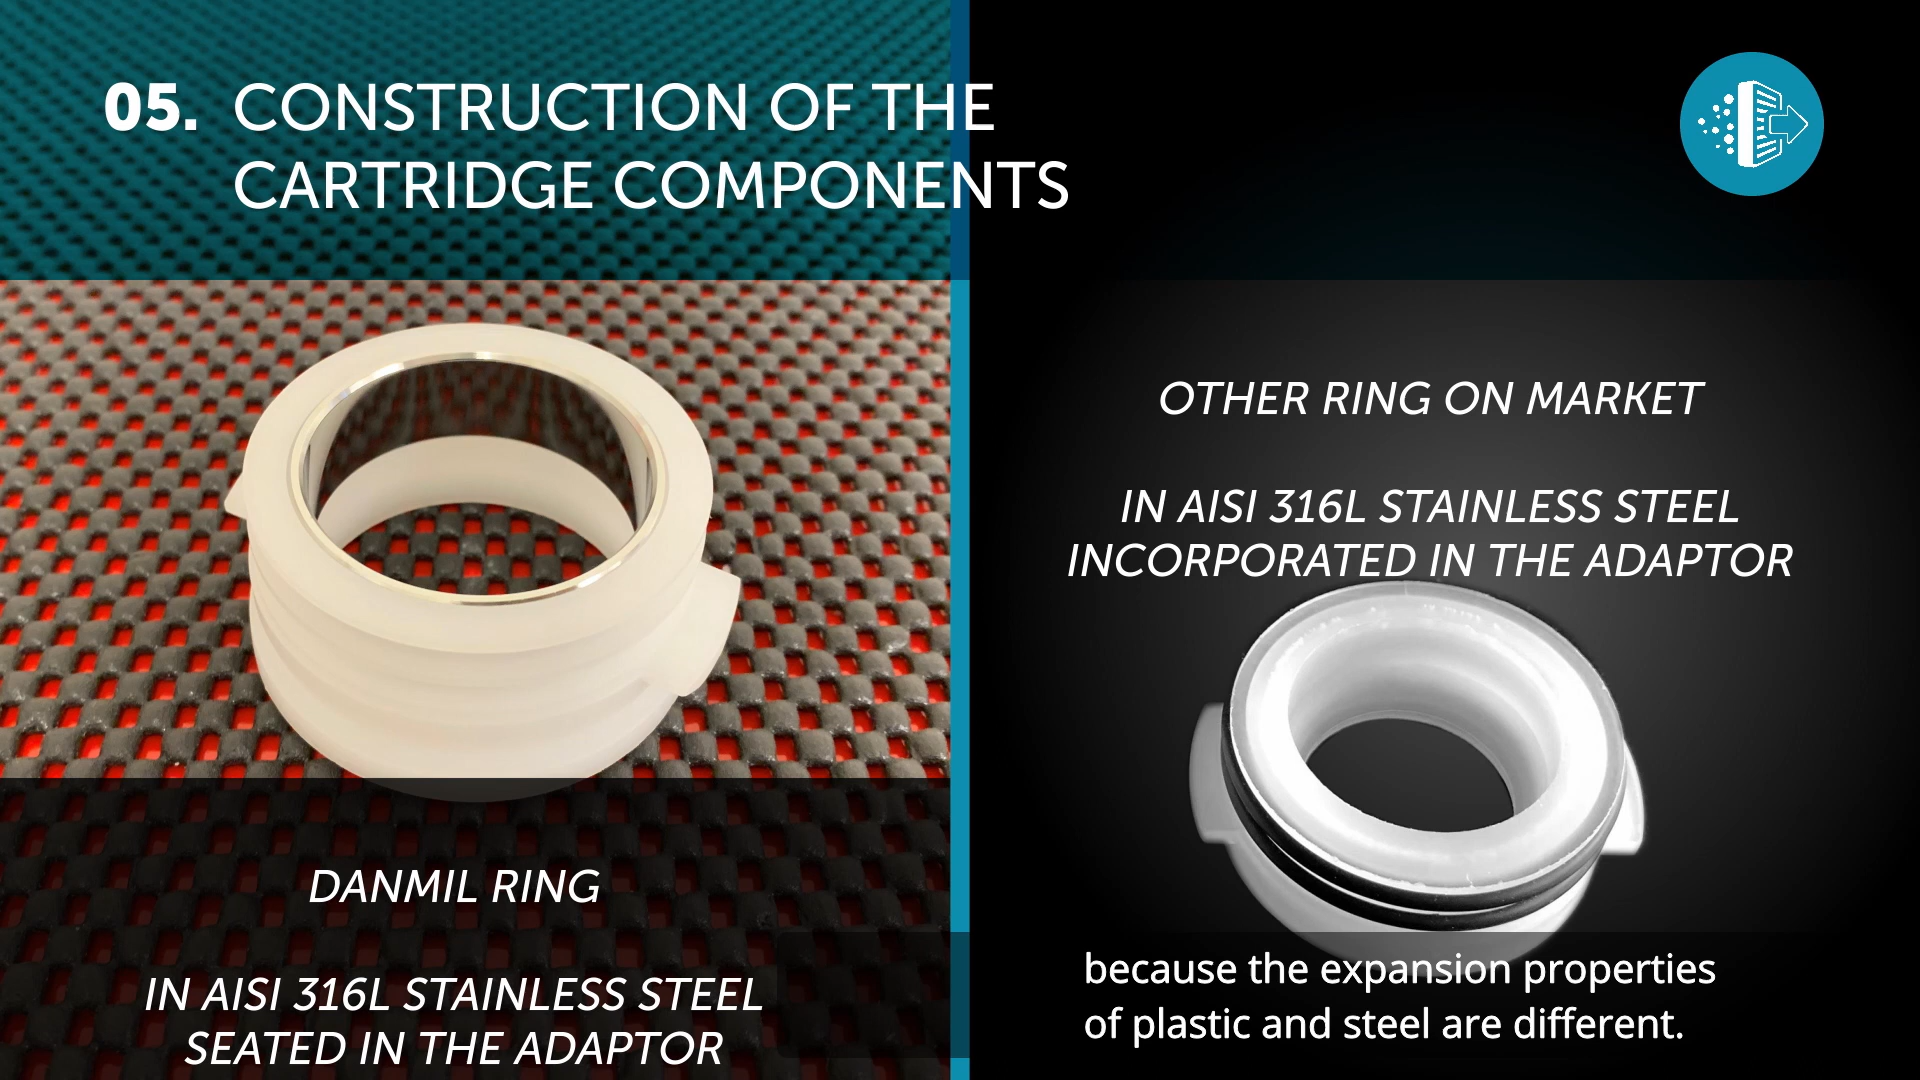 05. CONSTRUCTION OF THE
CARTRIDGE COMPONENTS
DANMIL RING
IN AISI 316L STAINLESS STEEL
SEATED IN THE ADAPTOR
OTHER RING ON MARKET
IN AISI 316L STAINLESS STEEL
INCORPORATED IN THE ADAPTOR
because the expansion properties
of plastic and steel are different.